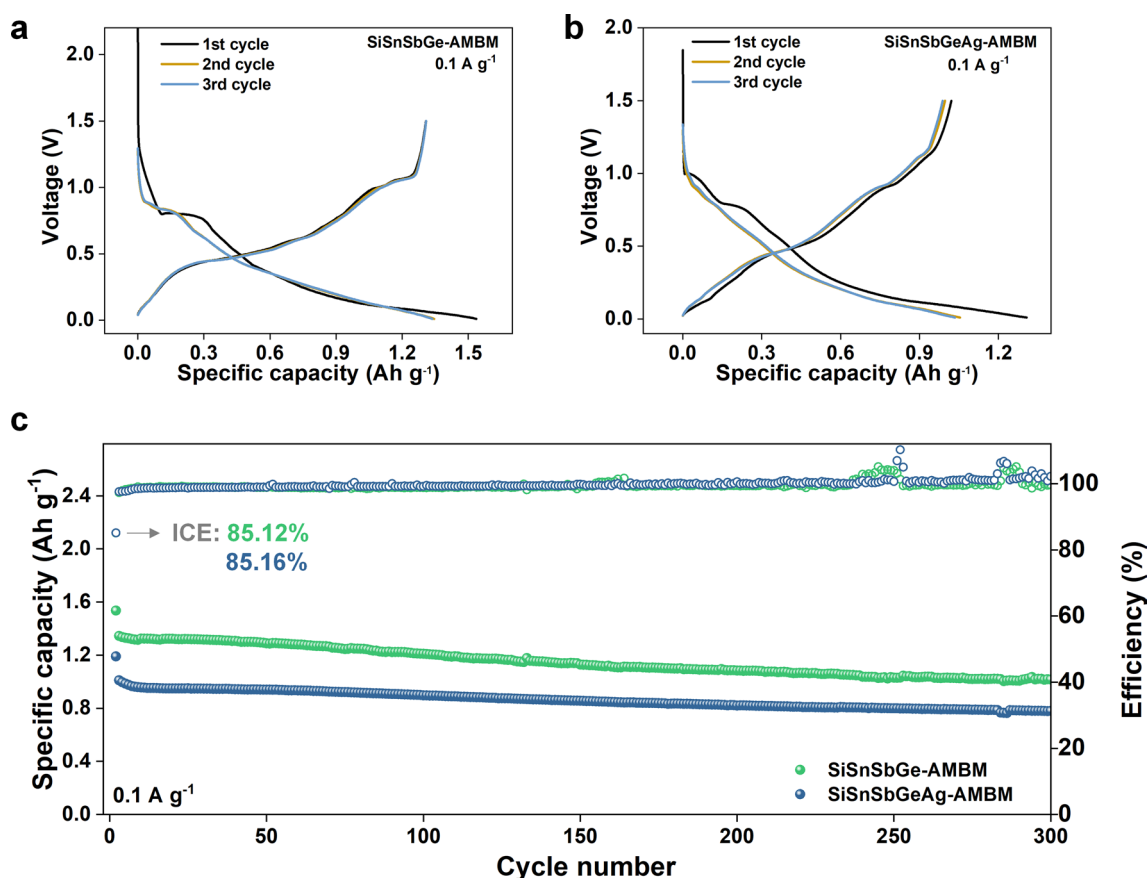 a
2.0
1.5
1.0
0.5
0.0
Voltage (V)
1st cycle
2nd cycle
3rd cycle
SiSnSbGe-AMBM
0.1 A g-1
0.0 0.3 0.6 0.9 1.2 1.5
Specific capacity (Ah g-1)
b
2.0
1.5
1.0
0.5
0.0
Voltage (V)
1st cycle
2nd cycle
3rd cycle
SiSnSbGeAg-AMBM
0.1 A g-1
0.0 0.3 0.6 0.9 1.2
Specific capacity (Ah g-1)
c
2.4
2.0
1.6
1.2
0.8
0.4
0.0
Specific capacity (Ah g-1)
ICE: 85.12%
85.16%
SiSnSbGe-AMBM
SiSnSbGeAg-AMBM
0.1 A g-1
100
80
60
40
20
0
Efficiency (%)
0 50 100 150 200 250 300
Cycle number